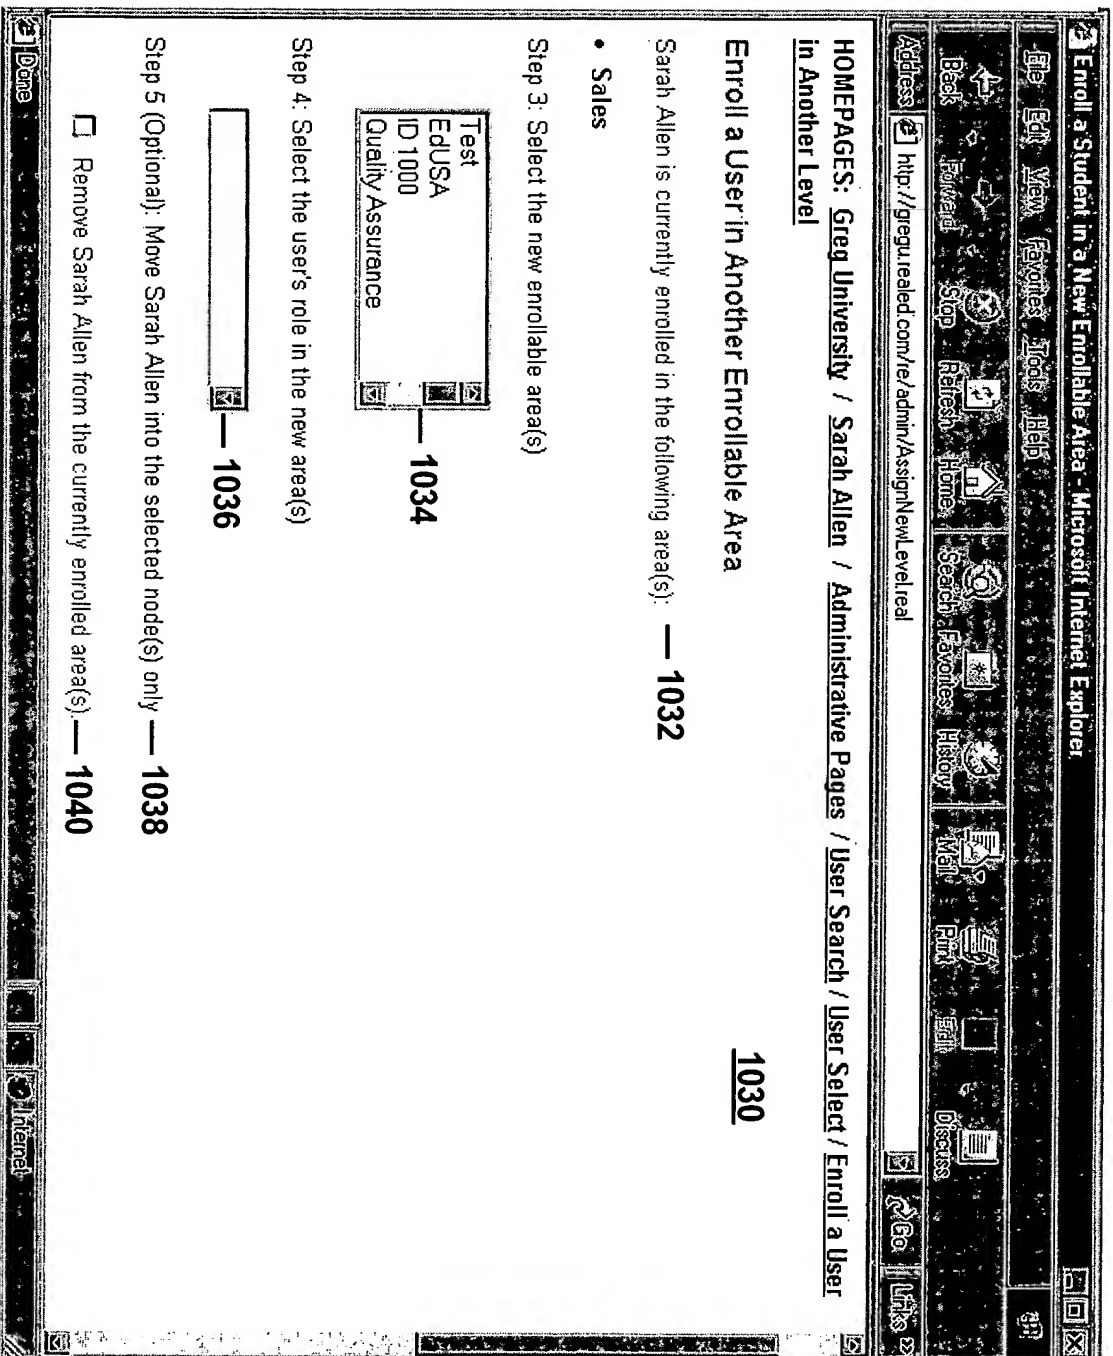 Enroll a Student in a New Enrollable Area - Microsoft Internet Explorer
File Edit View Favorites Tools Help
Back Forward Stop Refresh Home Search Favorites History Mail Print Edit Discuss
Address http://gregu.realed.com/re/admin/AssignNewLevel.real Go Links »
HOMEPAGES: Greg University / Sarah Allen / Administrative Pages / User Search / User Select / Enroll a User
in Another Level
Enroll a User in Another Enrollable Area 1030
Sarah Allen is currently enrolled in the following area(s): — 1032
• Sales
Step 3: Select the new enrollable area(s)
Test
EdUSA
ID 1000
Quality Assurance
— 1034
Step 4: Select the user's role in the new area(s)
— 1036
Step 5 (Optional): Move Sarah Allen into the selected node(s) only — 1038
Remove Sarah Allen from the currently enrolled area(s). — 1040
Done Internet